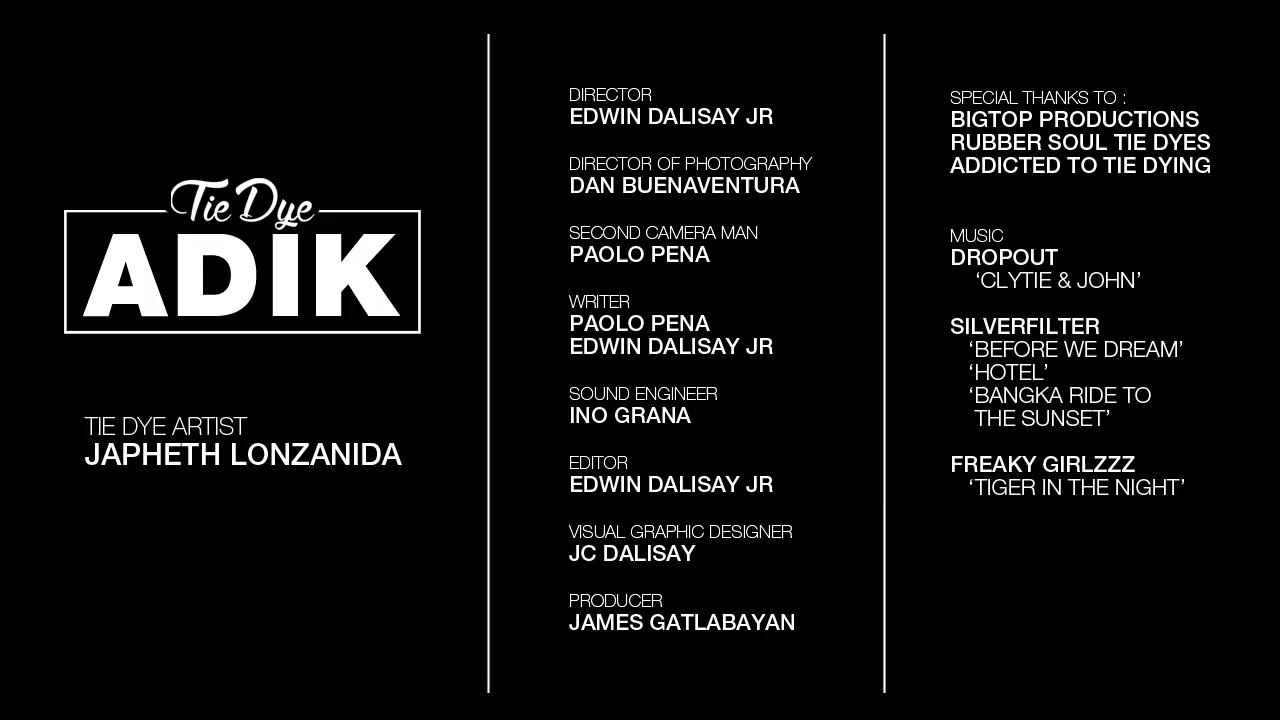 Tie Dye
ADIK
TIE DYE ARTIST
JAPHETH LONZANIDA
DIRECTOR
EDWIN DALISAY JR
DIRECTOR OF PHOTOGRAPHY
DAN BUENAVENTURA
SECOND CAMERA MAN
PAOLO PENA
WRITER
PAOLO PENA
EDWIN DALISAY JR
SOUND ENGINEER
INO GRANA
EDITOR
EDWIN DALISAY JR
VISUAL GRAPHIC DESIGNER
JC DALISAY
PRODUCER
JAMES GATLABAYAN
SPECIAL THANKS TO :
BIGTOP PRODUCTIONS
RUBBER SOUL TIE DYES
ADDICTED TO TIE DYING
MUSIC
DROPOUT
‘CLYTIE & JOHN’
SILVERFILTER
‘BEFORE WE DREAM’
‘HOTEL’
‘BANGKA RIDE TO
THE SUNSET’
FREAKY GIRLZZZ
‘TIGER IN THE NIGHT’